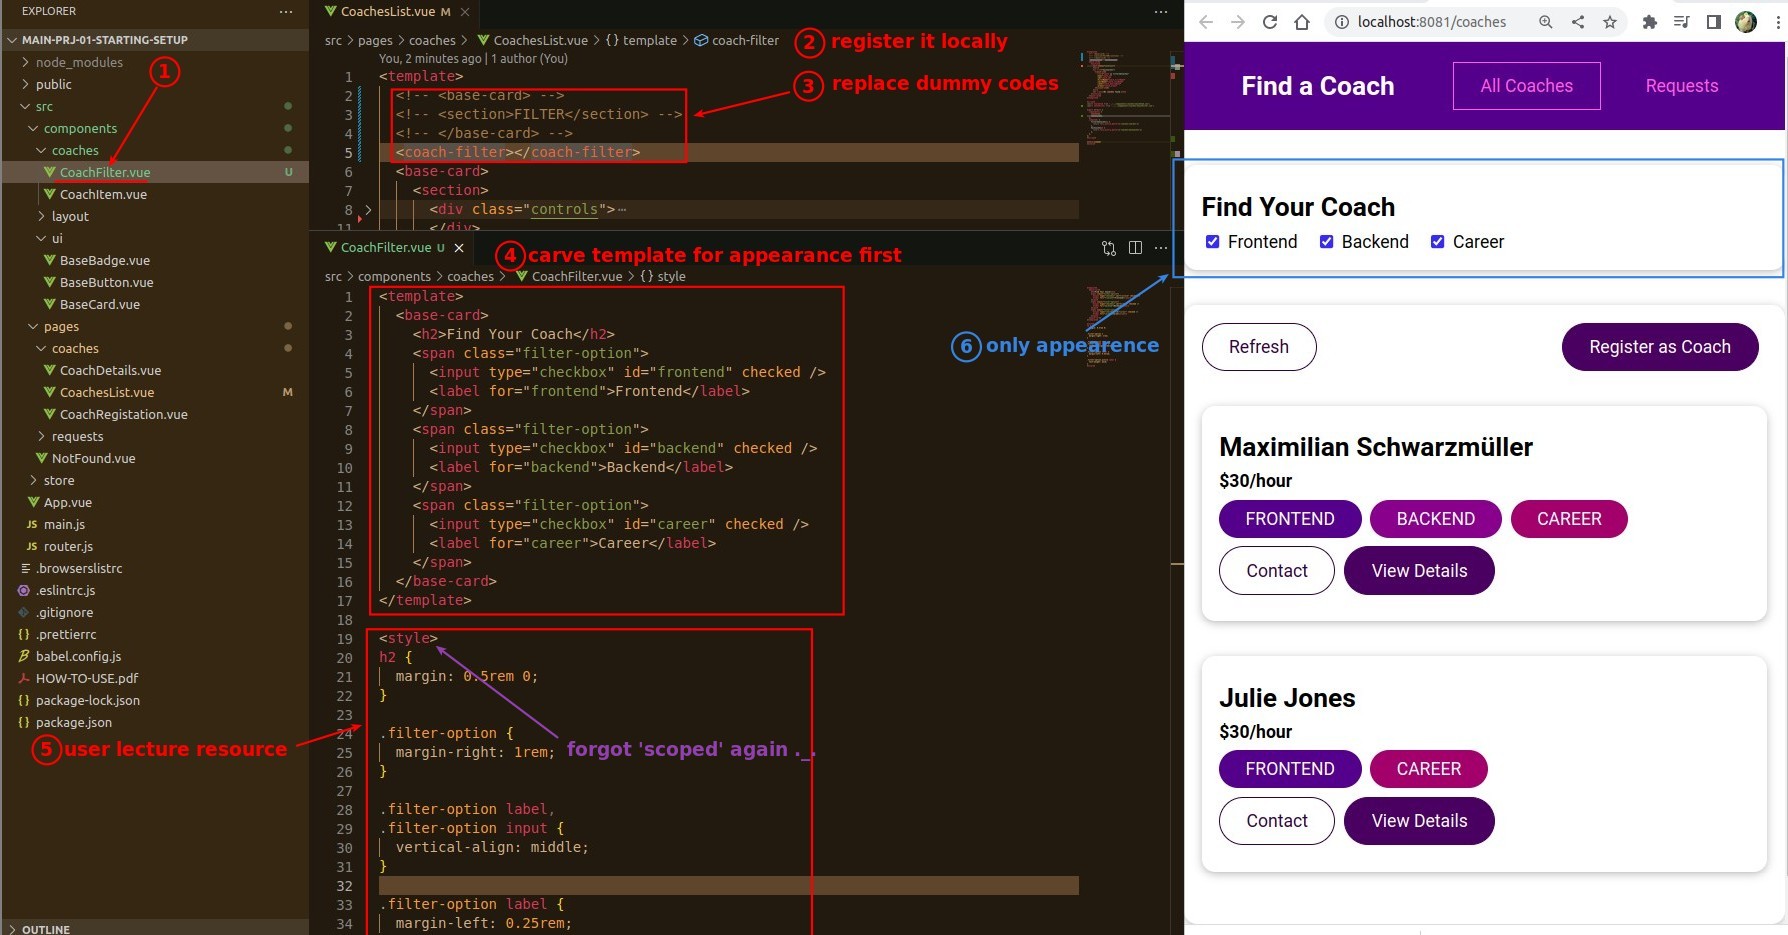 EXPLORER
MAIN-PRJ-01-STARTING-SETUP
node_modules
public
src
components
coaches
CoachFilter.vue U
CoachItem.vue
layout
ui
BaseBadge.vue
BaseButton.vue
BaseCard.vue
pages
coaches
CoachDetails.vue
CoachesList.vue M
CoachRegistation.vue
requests
NotFound.vue
store
App.vue
JS main.js
JS router.js
.browserslistrc
.eslintrc.js
.gitignore
{} .prettierrc
babel.config.js
HOW-TO-USE.pdf
{} package-lock.json
{} package.json
OUTLINE
1
5 user lecture resource
CoachesList.vue M
src > pages > coaches > CoachesList.vue > {} template > coach-filter
2 register it locally
You, 2 minutes ago | 1 author (You)
3 replace dummy codes
1 <template>
2 <!-- <base-card> -->
3 <!-- <section>FILTER</section> -->
4 <!-- </base-card> -->
5 <coach-filter></coach-filter>
6 <base-card>
7 <section>
8 <div class="controls">⋯
11 </div>
CoachFilter.vue U
4 carve template for appearance first
src > components > coaches > CoachFilter.vue > {} style
1 <template>
2 <base-card>
3 <h2>Find Your Coach</h2>
4 <span class="filter-option">
5 <input type="checkbox" id="frontend" checked />
6 <label for="frontend">Frontend</label>
7 </span>
8 <span class="filter-option">
9 <input type="checkbox" id="backend" checked />
10 <label for="backend">Backend</label>
11 </span>
12 <span class="filter-option">
13 <input type="checkbox" id="career" checked />
14 <label for="career">Career</label>
15 </span>
16 </base-card>
17 </template>
18
19 <style>
20 h2 {
21 margin: 0.5rem 0;
22 }
23
24 .filter-option {
25 margin-right: 1rem;
26 }
27
28 .filter-option label,
29 .filter-option input {
30 vertical-align: middle;
31 }
32
33 .filter-option label {
34 margin-left: 0.25rem;
forgot 'scoped' again ._.
6 only appearence
localhost:8081/coaches
Find a Coach
All Coaches
Requests
Find Your Coach
Frontend Backend Career
Refresh
Register as Coach
Maximilian Schwarzmüller
$30/hour
FRONTEND BACKEND CAREER
Contact View Details
Julie Jones
$30/hour
FRONTEND CAREER
Contact View Details